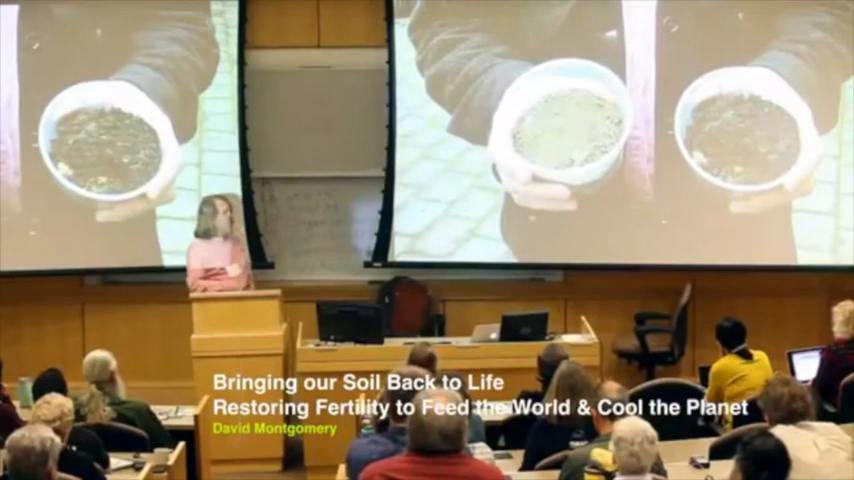 Bringing our Soil Back to Life
Restoring Fertility to Feed the World & Cool the Planet
David Montgomery